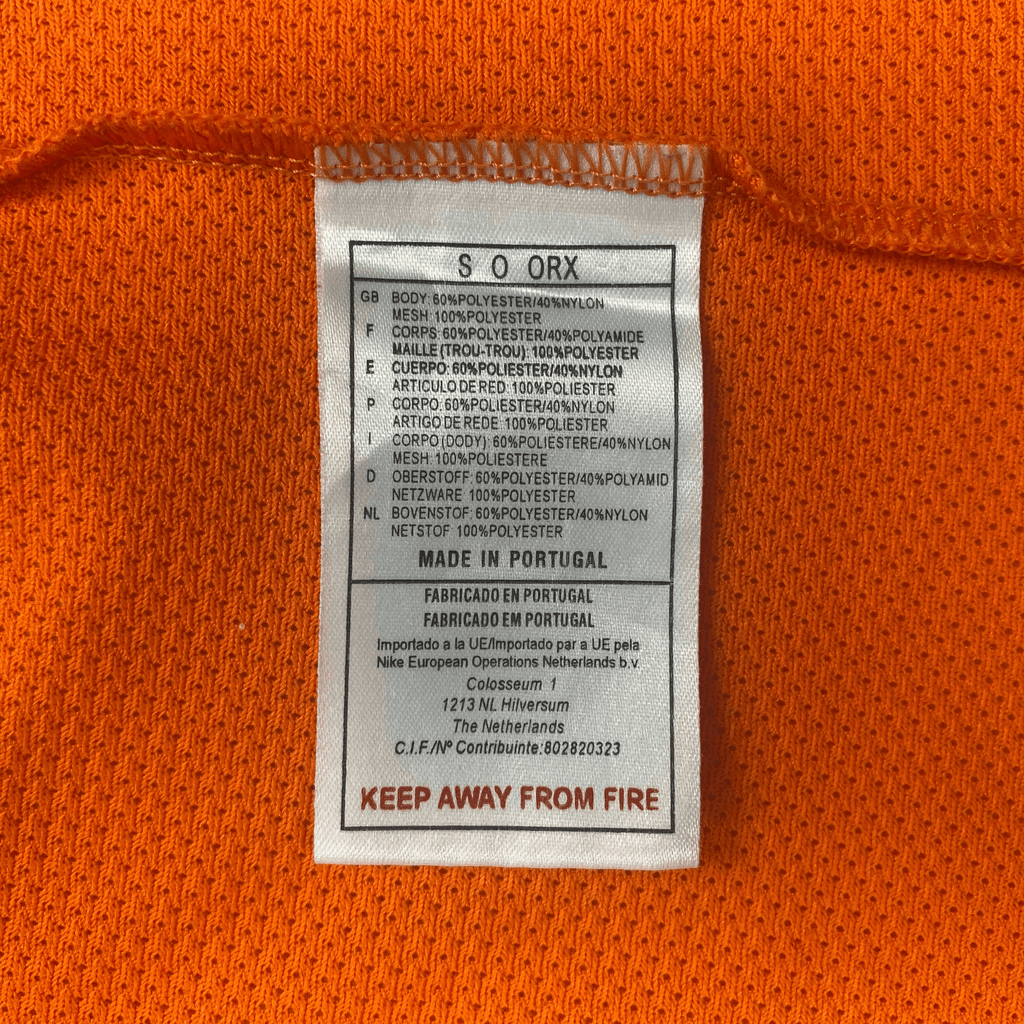 S O ORX
GB BODY: 60%POLYESTER/40%NYLON
MESH: 100%POLYESTER
F CORPS: 60%POLYESTER/40%POLYAMIDE
MAILLE (TROU-TROU): 100%POLYESTER
E CUERPO: 60%POLIESTER/40%NYLON
ARTICULO DE RED: 100%POLIESTER
P CORPO: 60%POLIESTER/40%NYLON
ARTIGO DE REDE: 100%POLIESTER
I CORPO (DODY): 60%POLIESTERE/40%NYLON
MESH: 100%POLIESTERE
D OBERSTOFF: 60%POLYESTER/40%POLYAMID
NETZWARE 100%POLYESTER
NL BOVENSTOF: 60%POLYESTER/40%NYLON
NETSTOF 100%POLYESTER
MADE IN PORTUGAL
FABRICADO EN PORTUGAL
FABRICADO EM PORTUGAL
Importado a la UE/Importado par a UE pela
Nike European Operations Netherlands b.v.
Colosseum 1
1213 NL Hilversum
The Netherlands
C.I.F./Nº Contribuinte:802820323
KEEP AWAY FROM FIRE